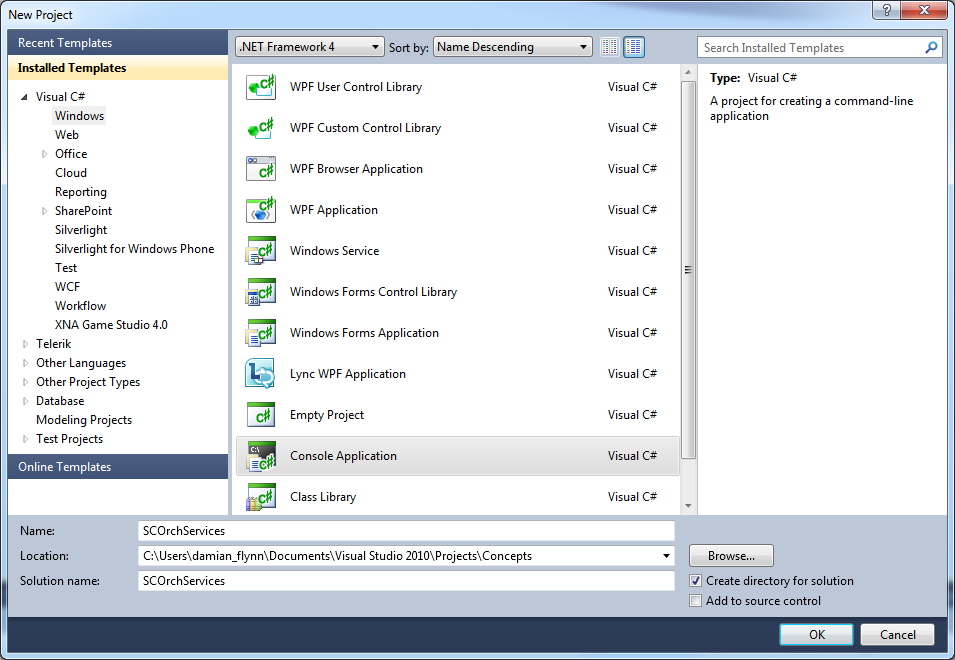 New Project
Recent Templates
Installed Templates
Visual C#
Windows
Web
Office
Cloud
Reporting
SharePoint
Silverlight
Silverlight for Windows Phone
Test
WCF
Workflow
XNA Game Studio 4.0
Telerik
Other Languages
Other Project Types
Database
Modeling Projects
Test Projects
Online Templates
.NET Framework 4 Sort by: Name Descending
WPF User Control Library Visual C#
WPF Custom Control Library Visual C#
WPF Browser Application Visual C#
WPF Application Visual C#
Windows Service Visual C#
Windows Forms Control Library Visual C#
Windows Forms Application Visual C#
Lync WPF Application Visual C#
Empty Project Visual C#
Console Application Visual C#
Class Library Visual C#
Search Installed Templates
Type: Visual C#
A project for creating a command-line
application
Name: SCOrchServices
Location: C:\Users\damian_flynn\Documents\Visual Studio 2010\Projects\Concepts Browse...
Solution name: SCOrchServices
Create directory for solution
Add to source control
OK Cancel